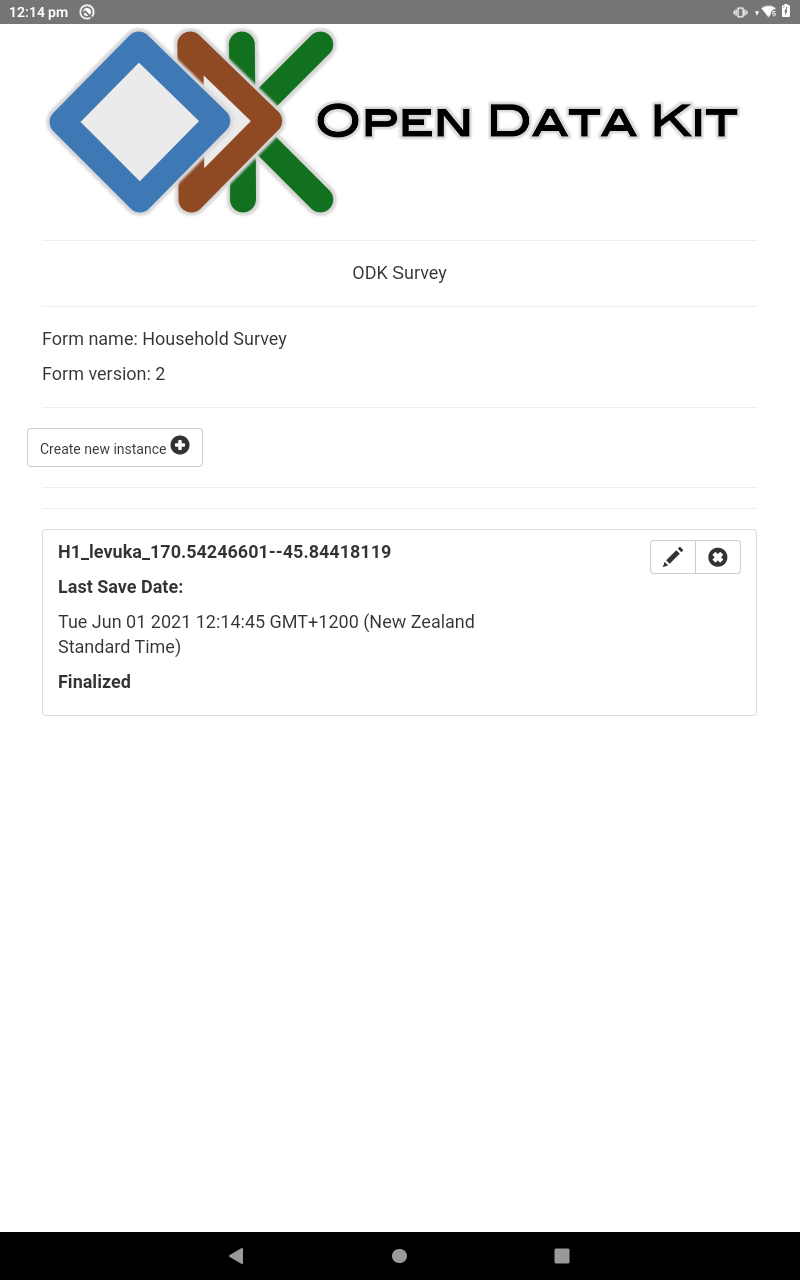 12:14 pm
OPEN DATA KIT
ODK Survey
Form name: Household Survey
Form version: 2
Create new instance
H1_levuka_170.54246601--45.84418119
Last Save Date:
Tue Jun 01 2021 12:14:45 GMT+1200 (New Zealand
Standard Time)
Finalized